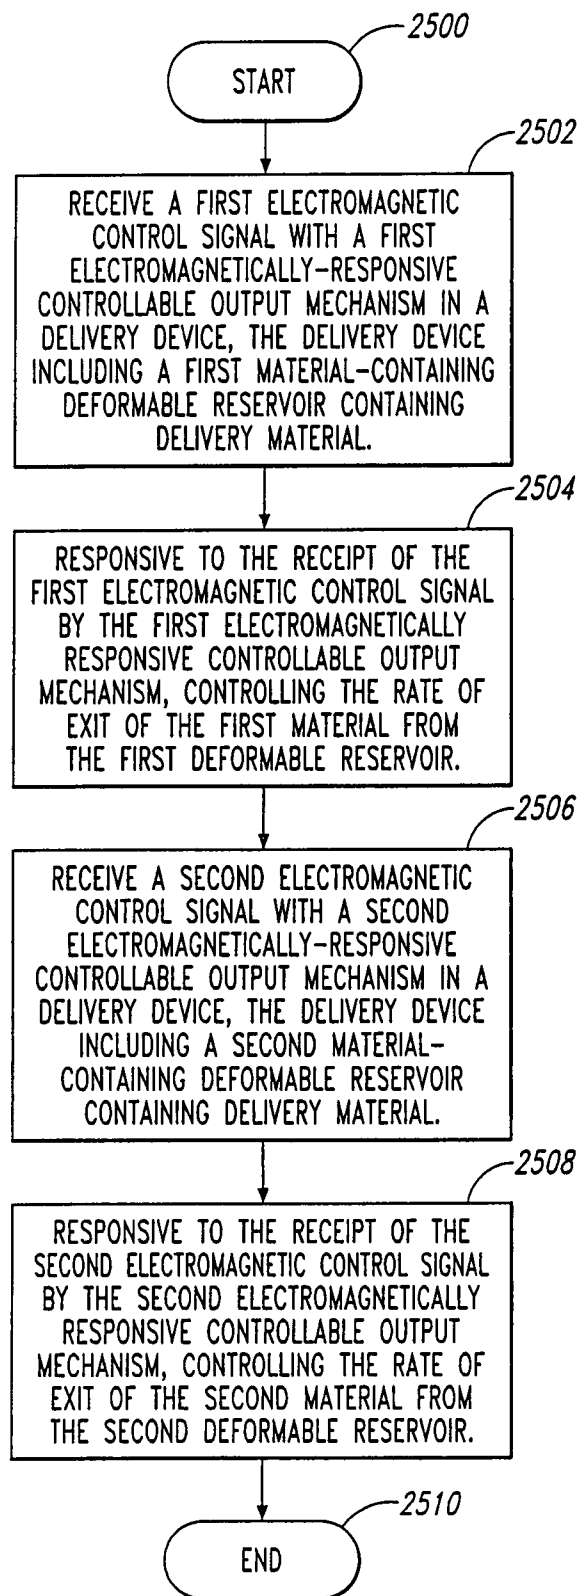 2500
START
2502
RECEIVE A FIRST ELECTROMAGNETIC
CONTROL SIGNAL WITH A FIRST
ELECTROMAGNETICALLY-RESPONSIVE
CONTROLLABLE OUTPUT MECHANISM IN A
DELIVERY DEVICE, THE DELIVERY DEVICE
INCLUDING A FIRST MATERIAL-CONTAINING
DEFORMABLE RESERVOIR CONTAINING
DELIVERY MATERIAL.
2504
RESPONSIVE TO THE RECEIPT OF THE
FIRST ELECTROMAGNETIC CONTROL SIGNAL
BY THE FIRST ELECTROMAGNETICALLY
RESPONSIVE CONTROLLABLE OUTPUT
MECHANISM, CONTROLLING THE RATE OF
EXIT OF THE FIRST MATERIAL FROM
THE FIRST DEFORMABLE RESERVOIR.
2506
RECEIVE A SECOND ELECTROMAGNETIC
CONTROL SIGNAL WITH A SECOND
ELECTROMAGNETICALLY-RESPONSIVE
CONTROLLABLE OUTPUT MECHANISM IN A
DELIVERY DEVICE, THE DELIVERY DEVICE
INCLUDING A SECOND MATERIAL-
CONTAINING DEFORMABLE RESERVOIR
CONTAINING DELIVERY MATERIAL.
2508
RESPONSIVE TO THE RECEIPT OF THE
SECOND ELECTROMAGNETIC CONTROL SIGNAL
BY THE SECOND ELECTROMAGNETICALLY
RESPONSIVE CONTROLLABLE OUTPUT
MECHANISM, CONTROLLING THE RATE OF
EXIT OF THE SECOND MATERIAL FROM
THE SECOND DEFORMABLE RESERVOIR.
2510
END